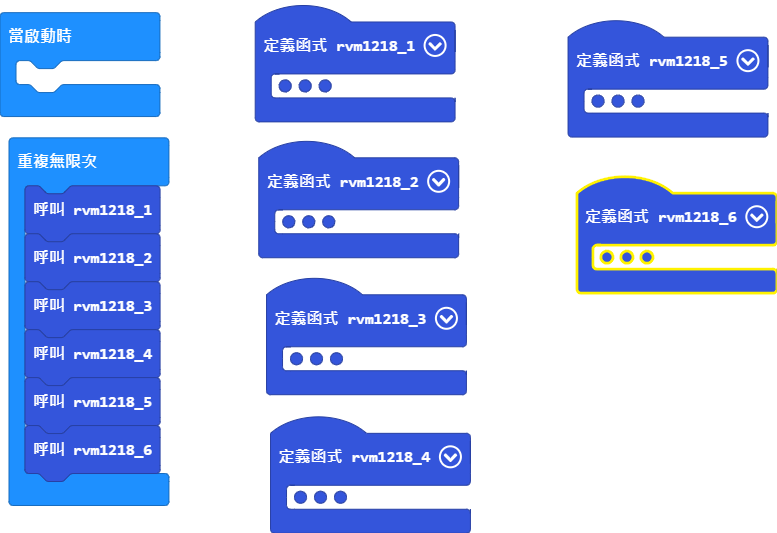 當啟動時
重複無限次
呼叫 rvm1218_1
呼叫 rvm1218_2
呼叫 rvm1218_3
呼叫 rvm1218_4
呼叫 rvm1218_5
呼叫 rvm1218_6
定義函式 rvm1218_1
定義函式 rvm1218_2
定義函式 rvm1218_3
定義函式 rvm1218_4
定義函式 rvm1218_5
定義函式 rvm1218_6